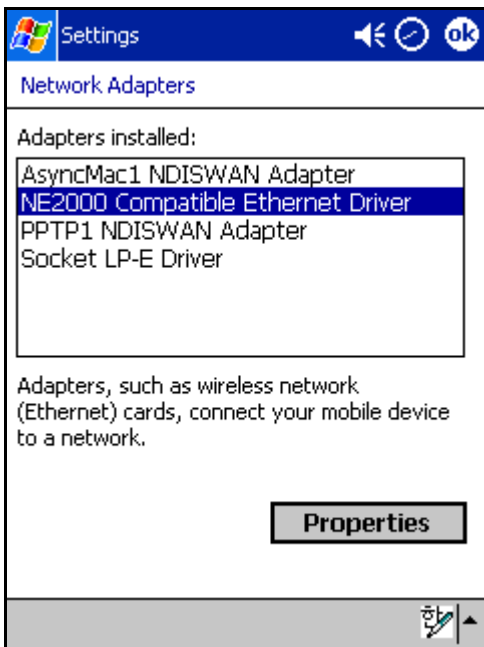 Settings
ok
Network Adapters
Adapters installed:
AsyncMac1 NDISWAN Adapter
NE2000 Compatible Ethernet Driver
PPTP1 NDISWAN Adapter
Socket LP-E Driver
Adapters, such as wireless network
(Ethernet) cards, connect your mobile device
to a network.
Properties